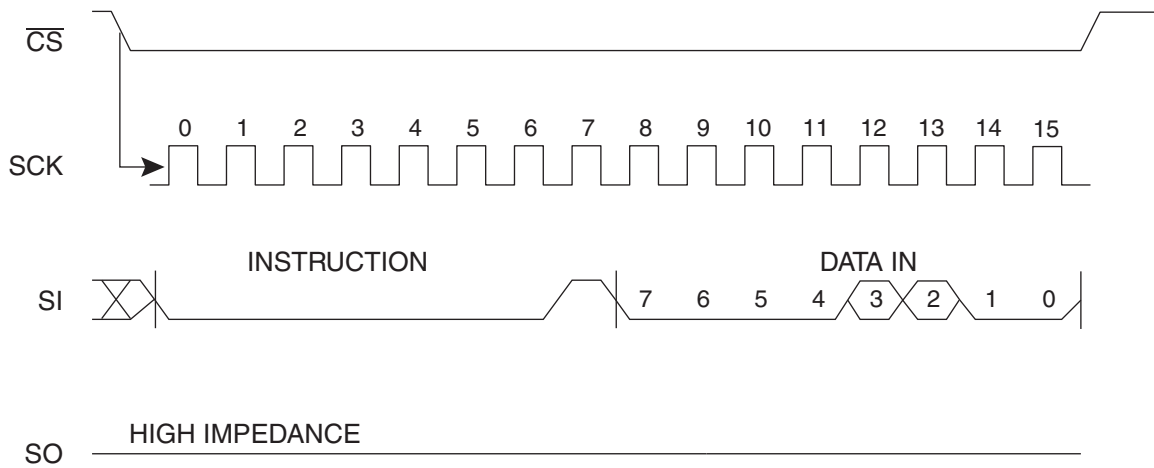 CS
0 1 2 3 4 5 6 7 8 9 10 11 12 13 14 15
SCK
INSTRUCTION DATA IN
SI 7 6 5 4 3 2 1 0
HIGH IMPEDANCE
SO